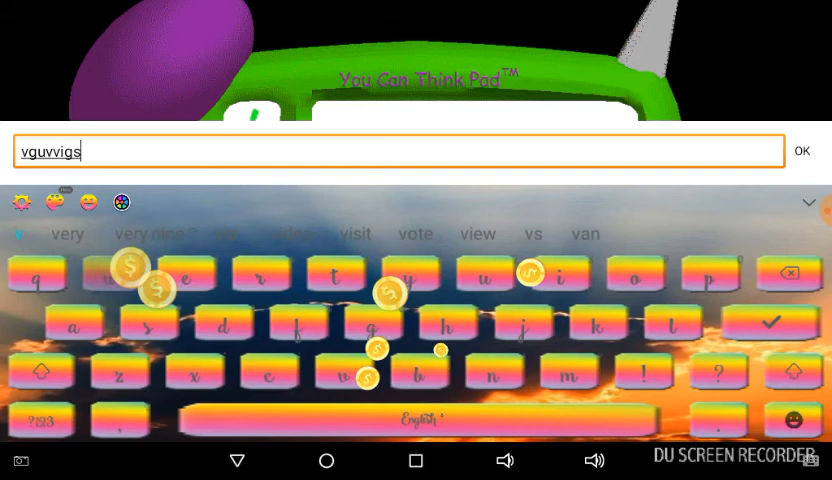 You Can Think Pad™
vguvvigs
OK
v very very nice visit vote view vs van
q e r t y u i o p
a s d f g h j k l
z x c v b n m ! ?
?123 , English .
DU SCREEN RECORDER